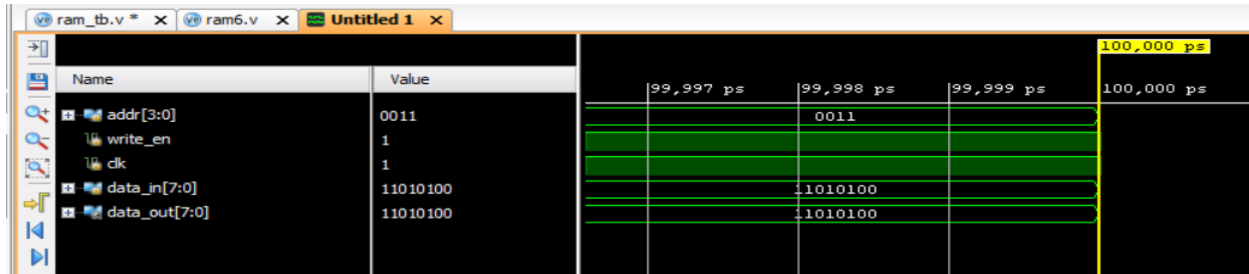 ram_tb.v * ram6.v Untitled 1
100,000 ps
Name Value 99,997 ps 99,998 ps 99,999 ps 100,000 ps
addr[3:0] 0011 0011
write_en 1
clk 1
data_in[7:0] 11010100 11010100
data_out[7:0] 11010100 11010100